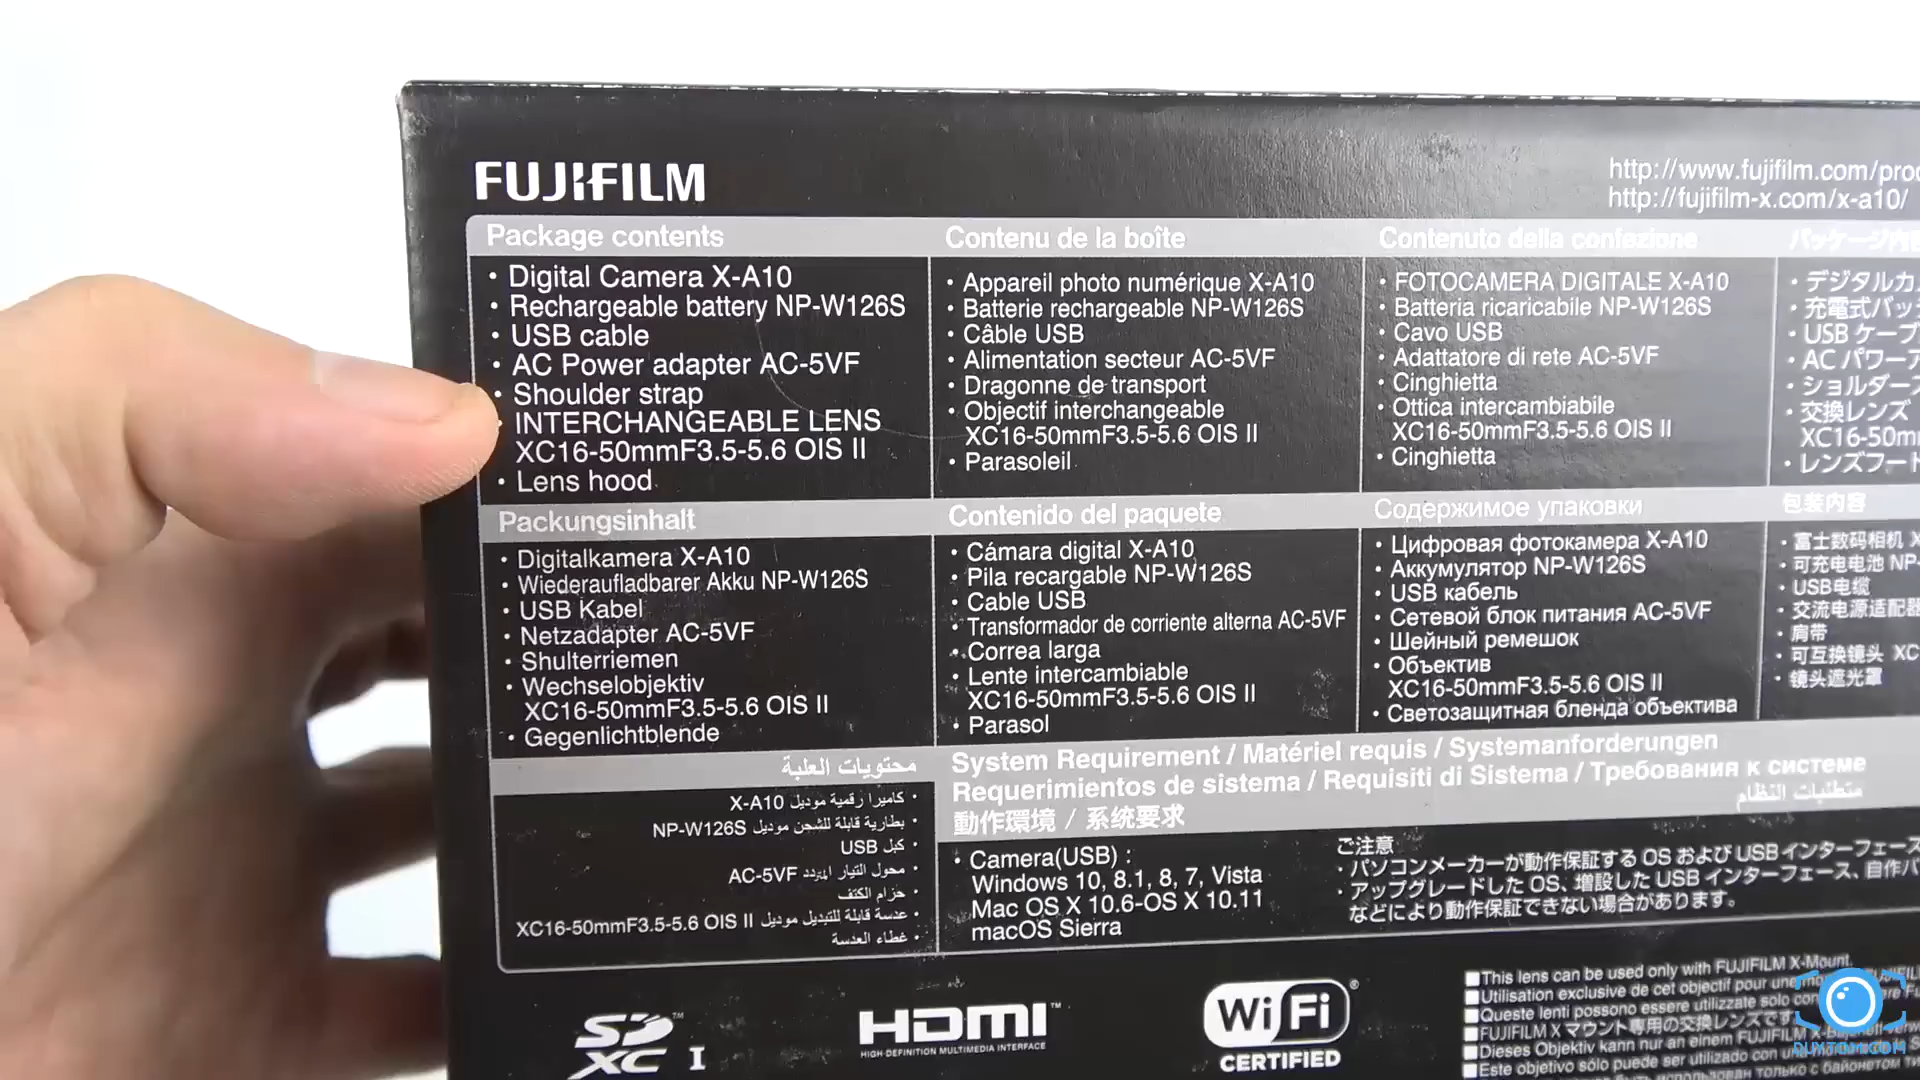 FUJIFILM
http://www.fujifilm.com/
http://fujifilm-x.com/x-a10/
Package contents
• Digital Camera X-A10
• Rechargeable battery NP-W126S
• USB cable
• AC Power adapter AC-5VF
• Shoulder strap
• INTERCHANGEABLE LENS
XC16-50mmF3.5-5.6 OIS II
• Lens hood
Contenu de la boîte
• Appareil photo numérique X-A10
• Batterie rechargeable NP-W126S
• Câble USB
• Alimentation secteur AC-5VF
• Dragonne de transport
• Objectif interchangeable
XC16-50mmF3.5-5.6 OIS II
• Parasoleil
Contenuto della confezione
• FOTOCAMERA DIGITALE X-A10
• Batteria ricaricabile NP-W126S
• Cavo USB
• Adattatore di rete AC-5VF
• Cinghietta
• Ottica intercambiabile
XC16-50mmF3.5-5.6 OIS II
• Cinghietta
パッケージ内
• デジタルカ
• 充電式バッ
• USB ケーブ
• AC パワーア
• ショルダース
• 交換レンズ
XC16-50m
• レンズフード
Packungsinhalt
• Digitalkamera X-A10
• Wiederaufladbarer Akku NP-W126S
• USB Kabel
• Netzadapter AC-5VF
• Shulterriemen
• Wechselobjektiv
XC16-50mmF3.5-5.6 OIS II
• Gegenlichtblende
Contenido del paquete
• Cámara digital X-A10
• Pila recargable NP-W126S
• Cable USB
• Transformador de corriente alterna AC-5VF
• Correa larga
• Lente intercambiable
XC16-50mmF3.5-5.6 OIS II
• Parasol
Содержимое упаковки
• Цифровая фотокамера X-A10
• Аккумулятор NP-W126S
• USB кабель
• Сетевой блок питания AC-5VF
• Шейный ремешок
• Объектив
XC16-50mmF3.5-5.6 OIS II
• Светозащитная бленда объектива
包装内容
• 富士数码相机
• 可充电电池 NP-
• USB电缆
• 交流电源适配器
• 肩带
• 可互换镜头 XC
• 镜头遮光罩
محتويات العلبة
• كاميرا رقمية موديل X-A10
• بطارية قابلة للشحن موديل NP-W126S
• كبل USB
• محول التيار المتردد AC-5VF
• حزام الكتف
• عدسة قابلة للتبديل موديل XC16-50mmF3.5-5.6 OIS II
• غطاء العدسة
System Requirement / Matériel requis / Systemanforderungen
Requerimientos de sistema / Requisiti di Sistema / Требования к системе
متطلبات النظام
動作環境 / 系统要求
• Camera(USB) :
Windows 10, 8.1, 8, 7, Vista
Mac OS X 10.6-OS X 10.11
macOS Sierra
ご注意
• パソコンメーカーが動作保証する OS および USB インターフェース
• アップグレードした OS、増設した USB インターフェース、自作
などにより動作保証できない場合があります。
SD XC I ™
HDMI ™
HIGH-DEFINITION MULTIMEDIA INTERFACE
Wi Fi ®
CERTIFIED
■This lens can be used only with FUJIFILM X-Mount.
■Utilisation exclusive de cet objectif pour
■Queste lenti possono essere utilizzate solo
■FUJIFILM X マウント専用の交換レンズです
■Dieses Objektiv kann nur an einem FUJIFILM
■Este objetivo sólo puede ser utilizado con
DUYTOM.COM